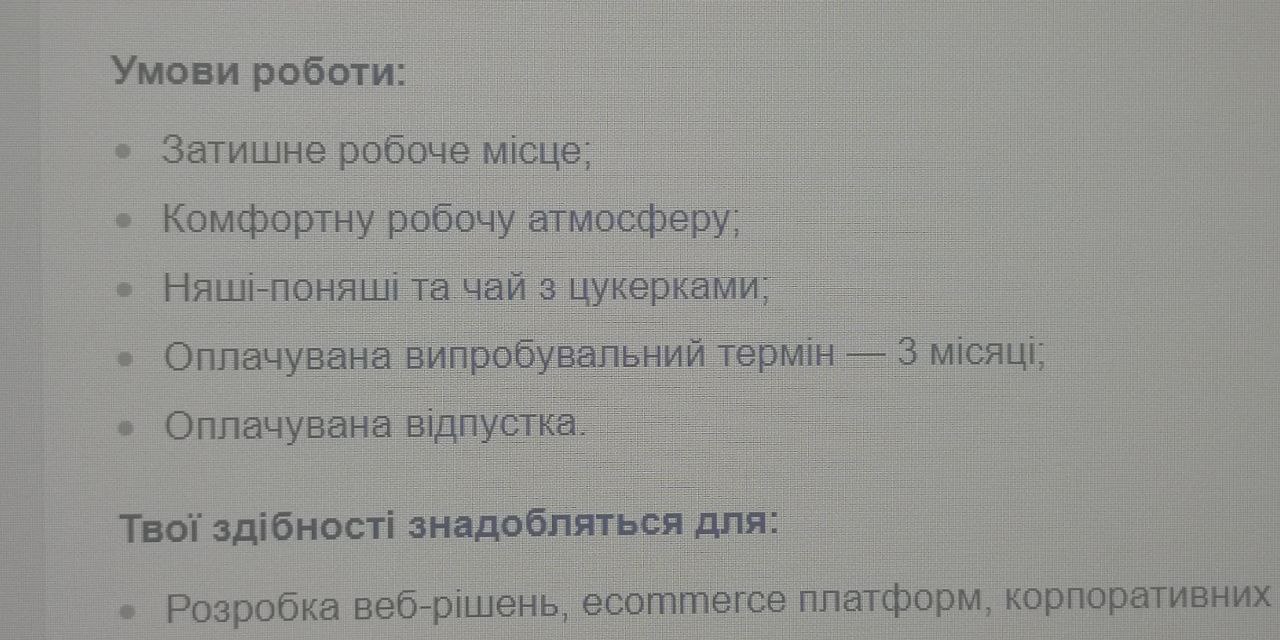 Умови роботи:
• Затишне робоче місце;
• Комфортну робочу атмосферу;
• Няші-поняші та чай з цукерками;
• Оплачувана випробувальний термін — 3 місяці;
• Оплачувана відпустка.
Твої здібності знадобляться для:
• Розробка веб-рішень, ecommerce платформ, корпоративних